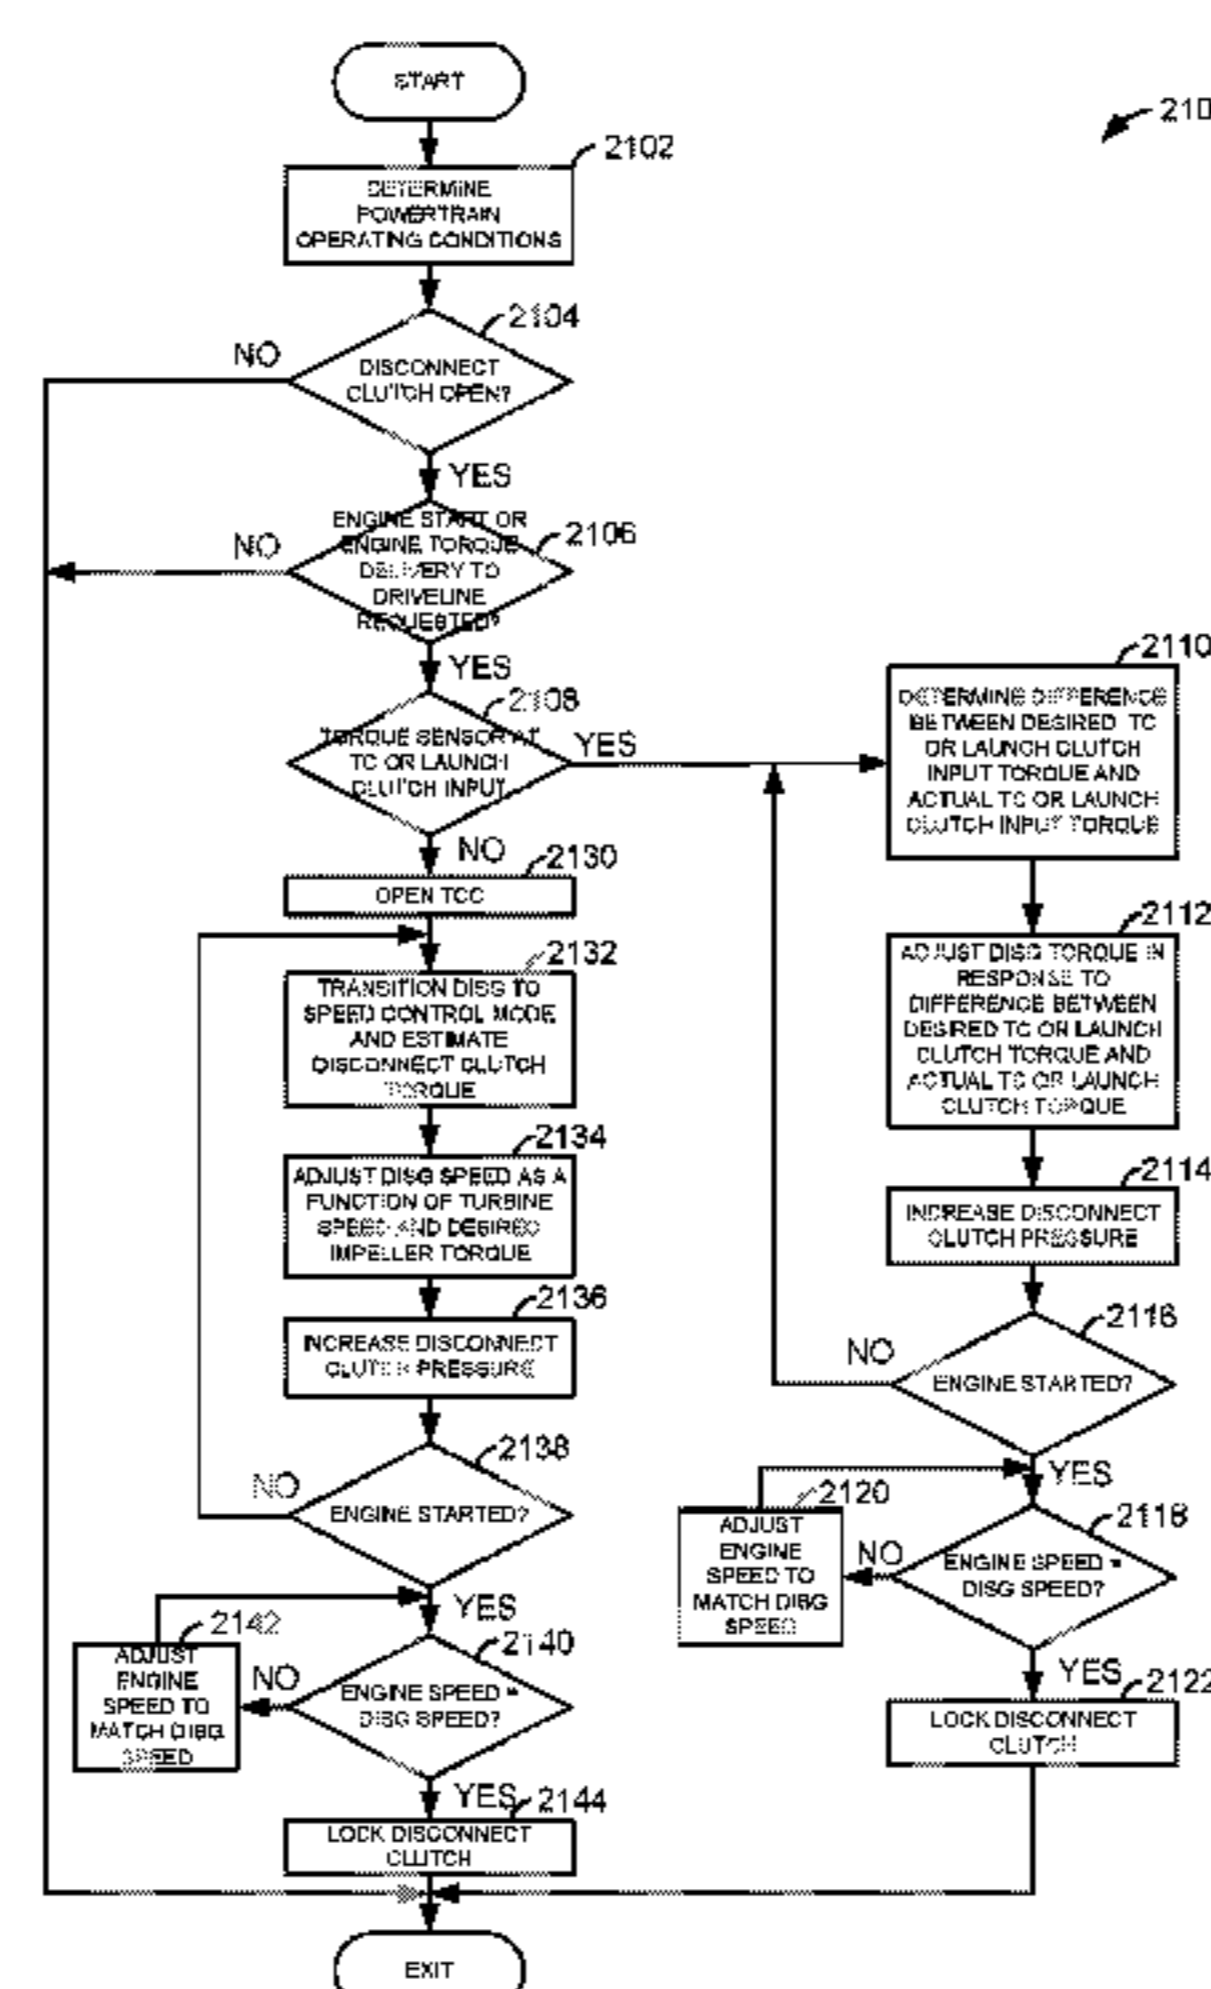 START
210
2102
DETERMINE
POWERTRAIN
OPERATING CONDITIONS
2104
NO
DISCONNECT
CLUTCH OPEN?
YES
2106
NO
ENGINE START OR
ENGINE TORQUE
DELIVERY TO
DRIVELINE
REQUESTED?
YES
2108
TORQUE SENSOR AT
TC OR LAUNCH
CLUTCH INPUT
YES
NO
2110
DETERMINE DIFFERENCE
BETWEEN DESIRED TC
OR LAUNCH CLUTCH
INPUT TORQUE AND
ACTUAL TC OR LAUNCH
CLUTCH INPUT TORQUE
2130
OPEN TCC
2112
ADJUST DISG TORQUE IN
RESPONSE TO
DIFFERENCE BETWEEN
DESIRED TC OR LAUNCH
CLUTCH TORQUE AND
ACTUAL TC OR LAUNCH
CLUTCH TORQUE
2132
TRANSITION DISG TO
SPEED CONTROL MODE
AND ESTIMATE
DISCONNECT CLUTCH
TORQUE
2134
ADJUST DISG SPEED AS A
FUNCTION OF TURBINE
SPEED AND DESIRED
IMPELLER TORQUE
2114
INCREASE DISCONNECT
CLUTCH PRESSURE
2136
INCREASE DISCONNECT
CLUTCH PRESSURE
2116
NO
ENGINE STARTED?
YES
2138
NO
ENGINE STARTED?
YES
2120
ADJUST
ENGINE
SPEED TO
MATCH DISG
SPEED
2118
NO
ENGINE SPEED =
DISG SPEED?
YES
2142
ADJUST
ENGINE
SPEED TO
MATCH DISG
SPEED
2140
NO
ENGINE SPEED =
DISG SPEED?
YES
2122
LOCK DISCONNECT
CLUTCH
2144
LOCK DISCONNECT
CLUTCH
EXIT